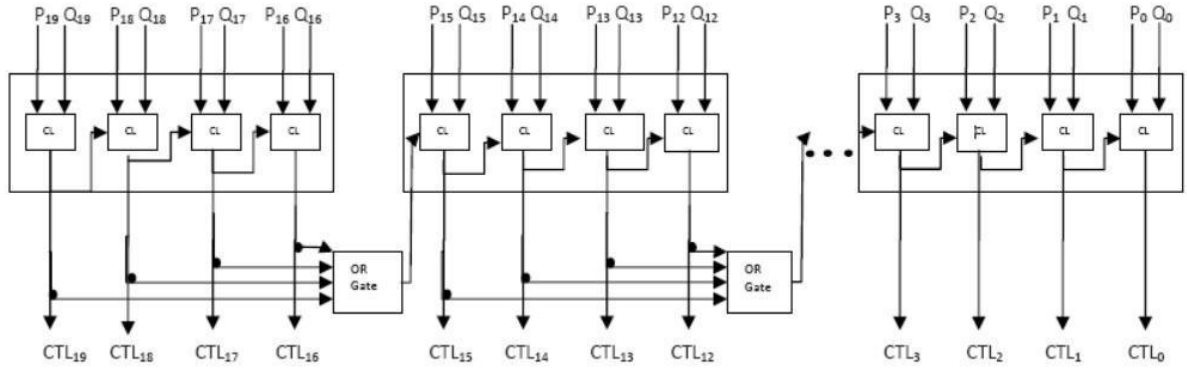 P₁₉ Q₁₉ P₁₈ Q₁₈ P₁₇ Q₁₇ P₁₆ Q₁₆ P₁₅ Q₁₅ P₁₄ Q₁₄ P₁₃ Q₁₃ P₁₂ Q₁₂ P₃ Q₃ P₂ Q₂ P₁ Q₁ P₀ Q₀
CL CL CL CL CL CL CL CL CL CL CL CL
OR
Gate
OR
Gate
CTL₁₉ CTL₁₈ CTL₁₇ CTL₁₆ CTL₁₅ CTL₁₄ CTL₁₃ CTL₁₂ CTL₃ CTL₂ CTL₁ CTL₀